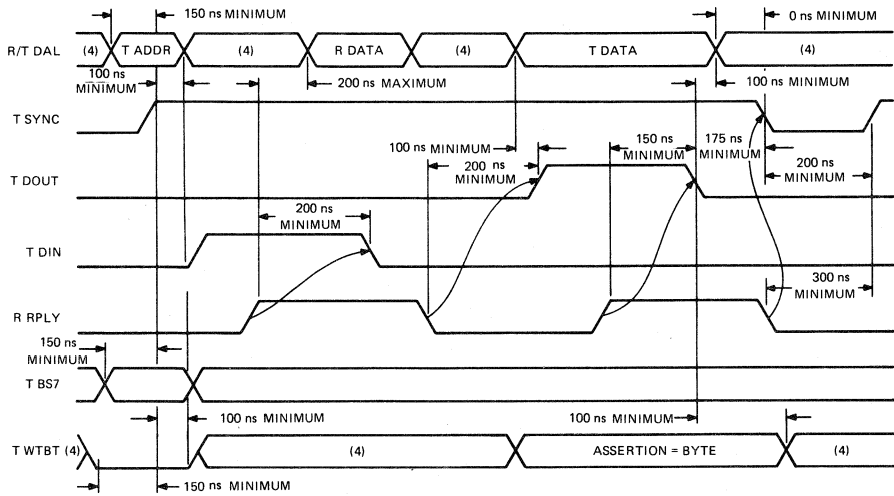 150 ns MINIMUM
0 ns MINIMUM
R/T DAL (4) T ADDR (4) R DATA (4) T DATA (4)
100 ns
MINIMUM
200 ns MAXIMUM
100 ns MINIMUM
T SYNC
100 ns MINIMUM
200 ns
MINIMUM
150 ns
MINIMUM
175 ns
MINIMUM
200 ns
MINIMUM
T DOUT
200 ns
MINIMUM
T DIN
300 ns
MINIMUM
R RPLY
150 ns
MINIMUM
T BS7
100 ns MINIMUM
100 ns MINIMUM
T WTBT (4) (4) ASSERTION = BYTE (4)
150 ns MINIMUM